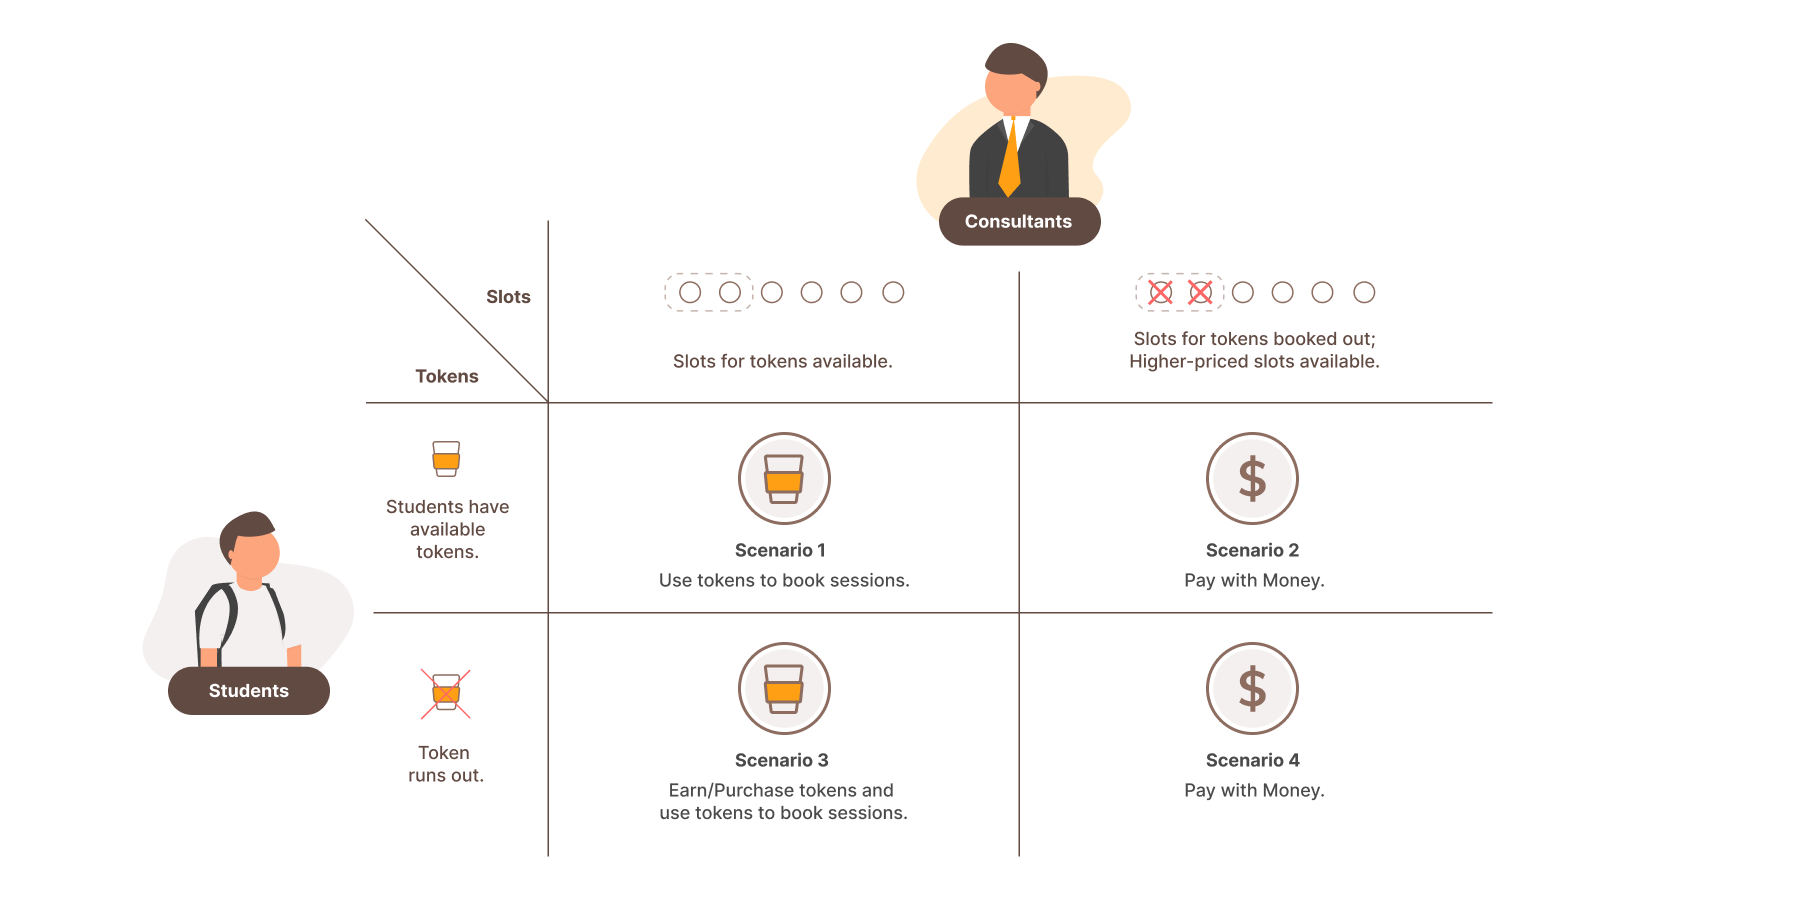 Consultants
Slots
Tokens
Slots for tokens available.
Slots for tokens booked out;
Higher-priced slots available.
Students have
available
tokens.
$
Scenario 1
Use tokens to book sessions.
Scenario 2
Pay with Money.
Students
Token
runs out.
$
Scenario 3
Earn/Purchase tokens and
use tokens to book sessions.
Scenario 4
Pay with Money.